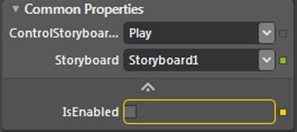 Common Properties
ControlStoryboar... Play
Storyboard Storyboard1
IsEnabled